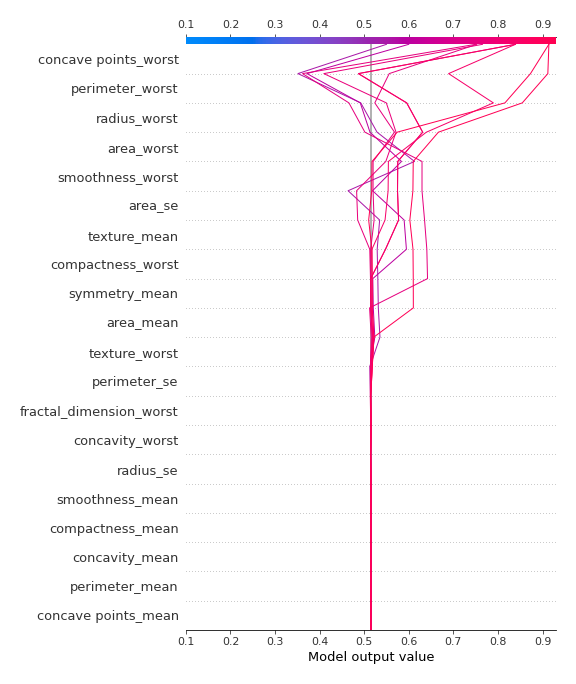 0.1 0.2 0.3 0.4 0.5 0.6 0.7 0.8 0.9
concave points_worst
perimeter_worst
radius_worst
area_worst
smoothness_worst
area_se
texture_mean
compactness_worst
symmetry_mean
area_mean
texture_worst
perimeter_se
fractal_dimension_worst
concavity_worst
radius_se
smoothness_mean
compactness_mean
concavity_mean
perimeter_mean
concave points_mean
0.1 0.2 0.3 0.4 0.5 0.6 0.7 0.8 0.9
Model output value